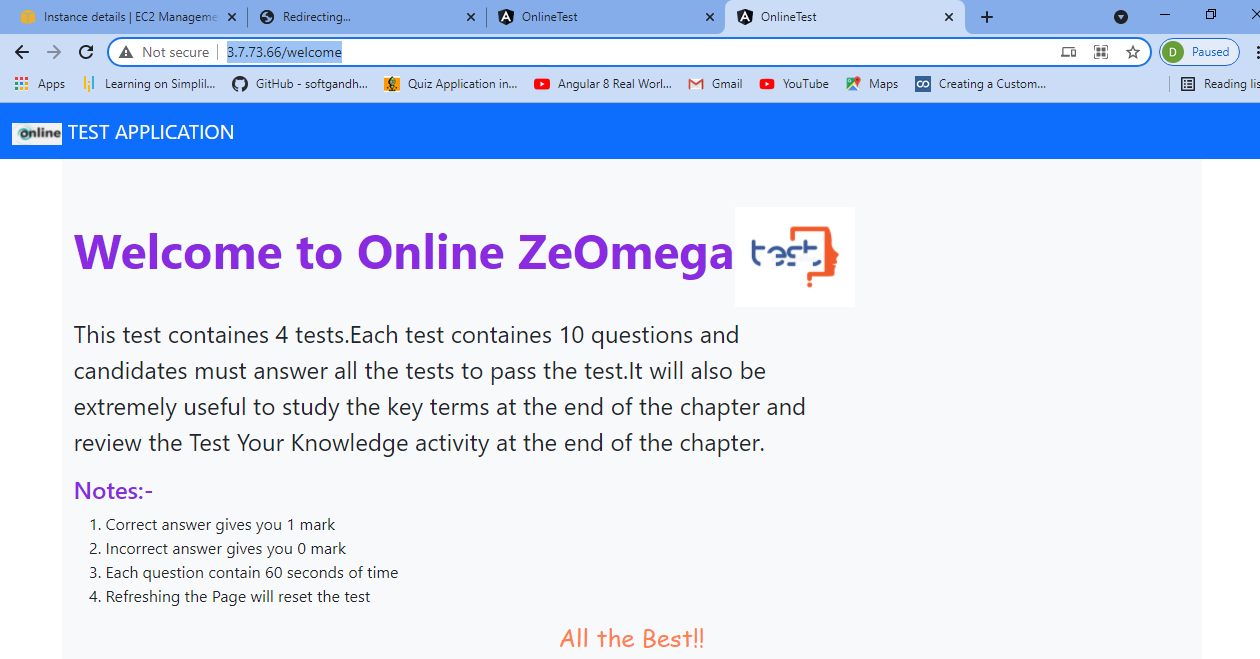 Instance details | EC2 Manageme
Redirecting...
OnlineTest
OnlineTest
Not secure
3.7.73.66/welcome
D
Paused
Apps
Learning on Simplil...
GitHub - softgandh...
Quiz Application in...
Angular 8 Real Worl...
Gmail
YouTube
Maps
Creating a Custom...
Reading lis
Online TEST APPLICATION
Welcome to Online ZeOmega
test
This test containes 4 tests.Each test containes 10 questions and
candidates must answer all the tests to pass the test.It will also be
extremely useful to study the key terms at the end of the chapter and
review the Test Your Knowledge activity at the end of the chapter.
Notes:-
1. Correct answer gives you 1 mark
2. Incorrect answer gives you 0 mark
3. Each question contain 60 seconds of time
4. Refreshing the Page will reset the test
All the Best!!